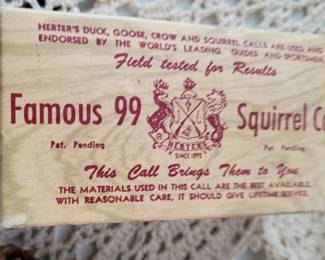 HERTER'S DUCK, GOOSE, CROW AND SQUIRREL CALLS ARE USED AND
ENDORSED BY THE WORLD'S LEADING GUIDES AND SPORTSMEN
Field tested for Results
Famous 99
Squirrel
Pat. Pending
HERTERS
SINCE 1893
Pat. Pending
This Call Brings Them to You
THE MATERIALS USED IN THIS CALL ARE THE BEST AVAILABLE.
WITH REASONABLE CARE, IT SHOULD GIVE LIFETIME SERVICE.